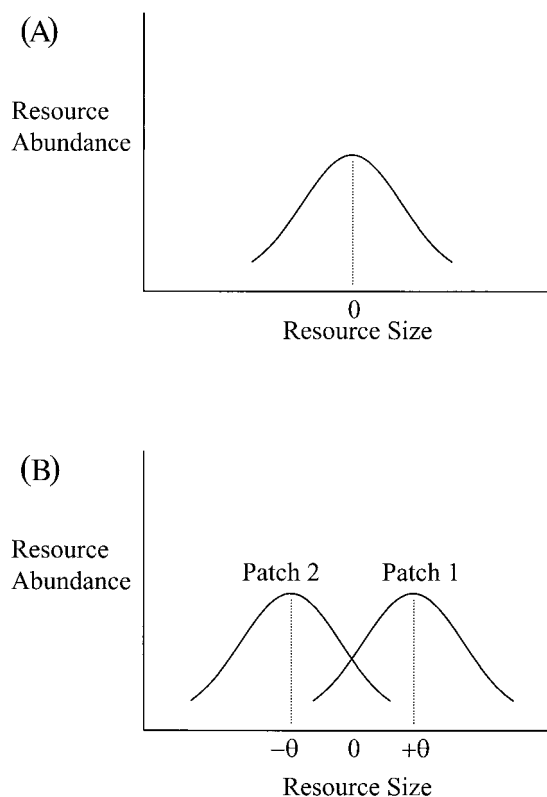 (A)
Resource
Abundance
0
Resource Size
(B)
Resource
Abundance
Patch 2 Patch 1
−θ 0 +θ
Resource Size